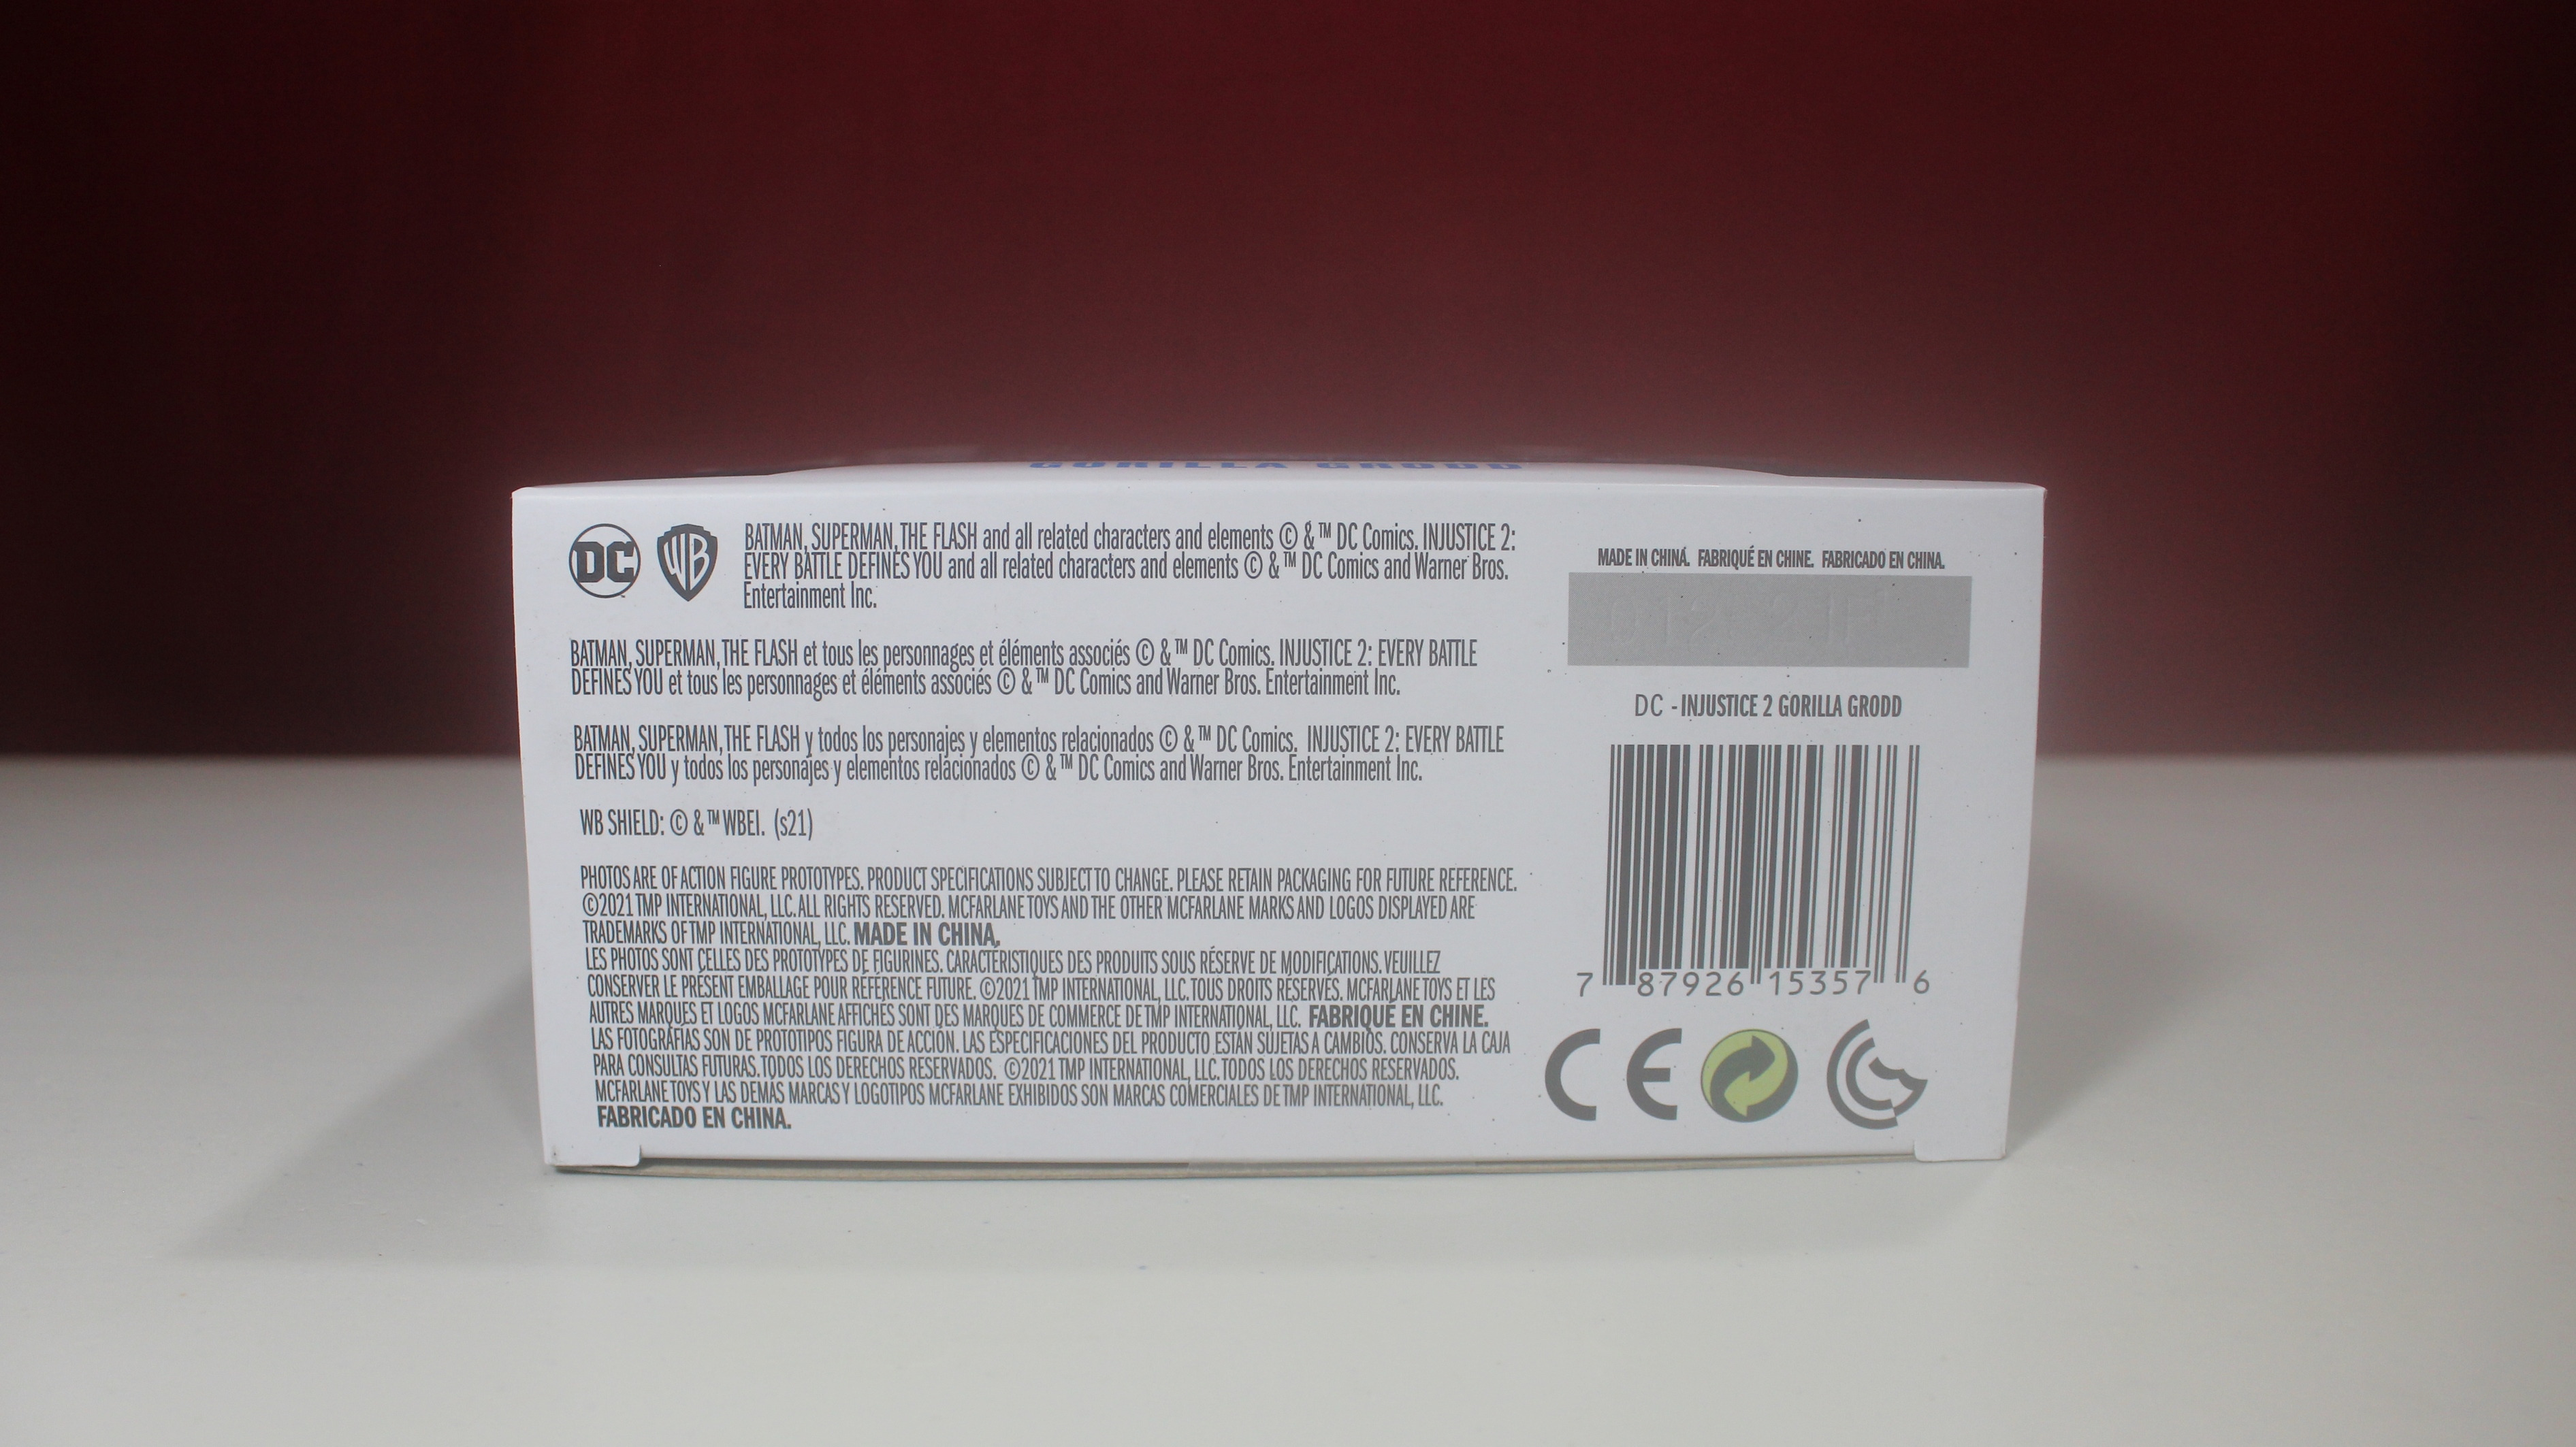 GORILLA GRODD
DC WB BATMAN, SUPERMAN, THE FLASH and all related characters and elements © & ™ DC Comics. INJUSTICE 2:
EVERY BATTLE DEFINES YOU and all related characters and elements © & ™ DC Comics and Warner Bros.
Entertainment Inc.
BATMAN, SUPERMAN, THE FLASH et tous les personnages et éléments associés © & ™ DC Comics. INJUSTICE 2: EVERY BATTLE
DEFINES YOU et tous les personnages et éléments associés © & ™ DC Comics and Warner Bros. Entertainment Inc.
BATMAN, SUPERMAN, THE FLASH y todos los personajes y elementos relacionados © & ™ DC Comics. INJUSTICE 2: EVERY BATTLE
DEFINES YOU y todos los personajes y elementos relacionados © & ™ DC Comics and Warner Bros. Entertainment Inc.
WB SHIELD: © & ™ WBEI. (s21)
PHOTOS ARE OF ACTION FIGURE PROTOTYPES. PRODUCT SPECIFICATIONS SUBJECT TO CHANGE. PLEASE RETAIN PACKAGING FOR FUTURE REFERENCE.
©2021 TMP INTERNATIONAL, LLC. ALL RIGHTS RESERVED. MCFARLANE TOYS AND THE OTHER MCFARLANE MARKS AND LOGOS DISPLAYED ARE
TRADEMARKS OF TMP INTERNATIONAL, LLC. MADE IN CHINA.
LES PHOTOS SONT CELLES DES PROTOTYPES DE FIGURINES. CARACTÉRISTIQUES DES PRODUITS SOUS RÉSERVE DE MODIFICATIONS. VEUILLEZ
CONSERVER LE PRÉSENT EMBALLAGE POUR RÉFÉRENCE FUTURE. ©2021 TMP INTERNATIONAL, LLC. TOUS DROITS RÉSERVÉS. MCFARLANE TOYS ET LES
AUTRES MARQUES ET LOGOS MCFARLANE AFFICHÉS SONT DES MARQUES DE COMMERCE DE TMP INTERNATIONAL, LLC. FABRIQUÉ EN CHINE.
LAS FOTOGRAFÍAS SON DE PROTOTIPOS FIGURA DE ACCIÓN. LAS ESPECIFICACIONES DEL PRODUCTO ESTÁN SUJETAS A CAMBIOS. CONSERVA LA CAJA
PARA CONSULTAS FUTURAS. TODOS LOS DERECHOS RESERVADOS. ©2021 TMP INTERNATIONAL, LLC. TODOS LOS DERECHOS RESERVADOS.
MCFARLANE TOYS Y LAS DEMÁS MARCAS Y LOGOTIPOS MCFARLANE EXHIBIDOS SON MARCAS COMERCIALES DE TMP INTERNATIONAL, LLC.
FABRICADO EN CHINA.
MADE IN CHINA. FABRIQUÉ EN CHINE. FABRICADO EN CHINA.
DC - INJUSTICE 2 GORILLA GRODD
7 87926 15357 6
CE